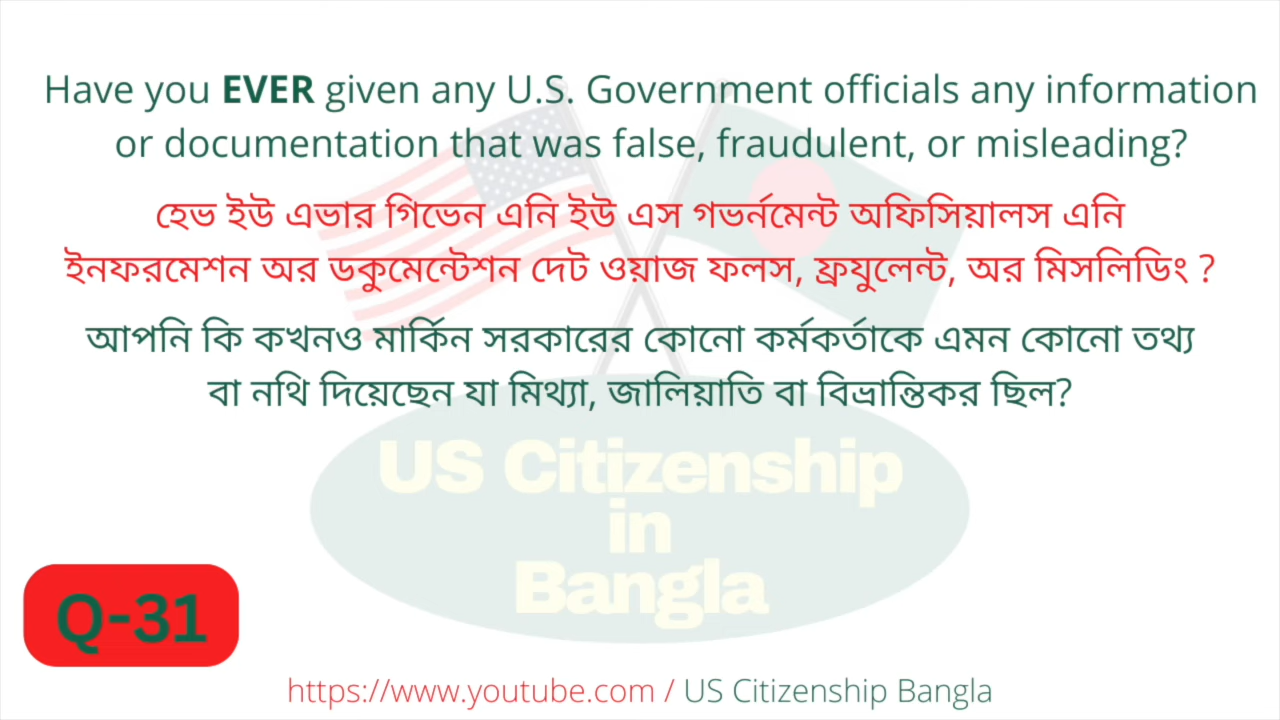 Have you EVER given any U.S. Government officials any information
or documentation that was false, fraudulent, or misleading?
হেভ ইউ এভার গিভেন এনি ইউ এস গভর্নমেন্ট অফিসিয়ালস এনি
ইনফরমেশন অর ডকুমেন্টেশন দেট ওয়াজ ফলস, ফ্রযুলেন্ট, অর মিসলিডিং ?
আপনি কি কখনও মার্কিন সরকারের কোনো কর্মকর্তাকে এমন কোনো তথ্য
বা নথি দিয়েছেন যা মিথ্যা, জালিয়াতি বা বিভ্রান্তিকর ছিল?
US Citizenship
in
Bangla
Q-31
https://www.youtube.com / US Citizenship Bangla